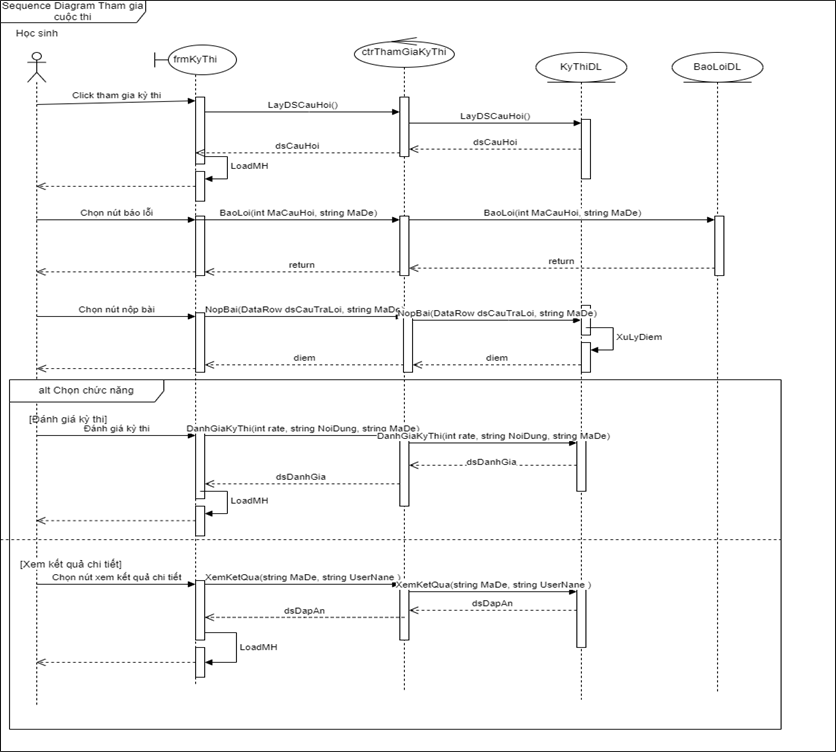 Sequence Diagram Tham gia
cuộc thi
Học sinh
frmKyThi
ctrThamGiaKyThi
KyThiDL
BaoLoiDL
Click tham gia kỳ thi
LayDSCauHoi()
LayDSCauHoi()
dsCauHoi
dsCauHoi
LoadMH
Chọn nút báo lỗi
BaoLoi(int MaCauHoi, string MaDe)
BaoLoi(int MaCauHoi, string MaDe)
return
return
Chọn nút nộp bài
NopBai(DataRow dsCauTraLoi, string MaDe)
NopBai(DataRow dsCauTraLoi, string MaDe)
XuLyDiem
diem
diem
alt Chọn chức năng
[Đánh giá kỳ thi]
Đánh giá kỳ thi
DanhGiaKyThi(int rate, string NoiDung, string MaDe)
DanhGiaKyThi(int rate, string NoiDung, string MaDe)
dsDanhGia
dsDanhGia
LoadMH
[Xem kết quả chi tiết]
Chọn nút xem kết quả chi tiết
XemKetQua(string MaDe, string UserNane )
XemKetQua(string MaDe, string UserNane )
dsDapAn
dsDapAn
LoadMH